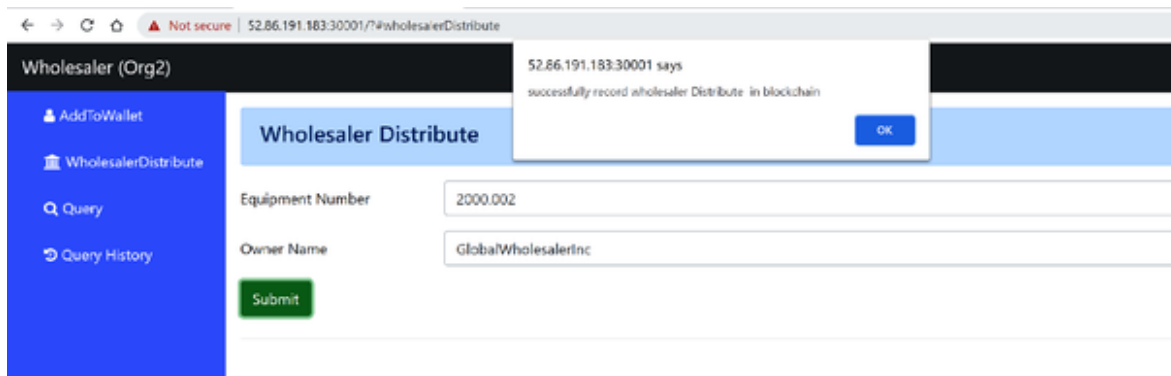 Not secure | 52.86.191.183:30001/?#wholesalerDistribute
52.86.191.183:30001 says
successfully record wholesaler Distribute in blockchain
OK
Wholesaler (Org2)
AddToWallet
WholesalerDistribute
Query
Query History
Wholesaler Distribute
Equipment Number
2000.002
Owner Name
GlobalWholesalerInc
Submit